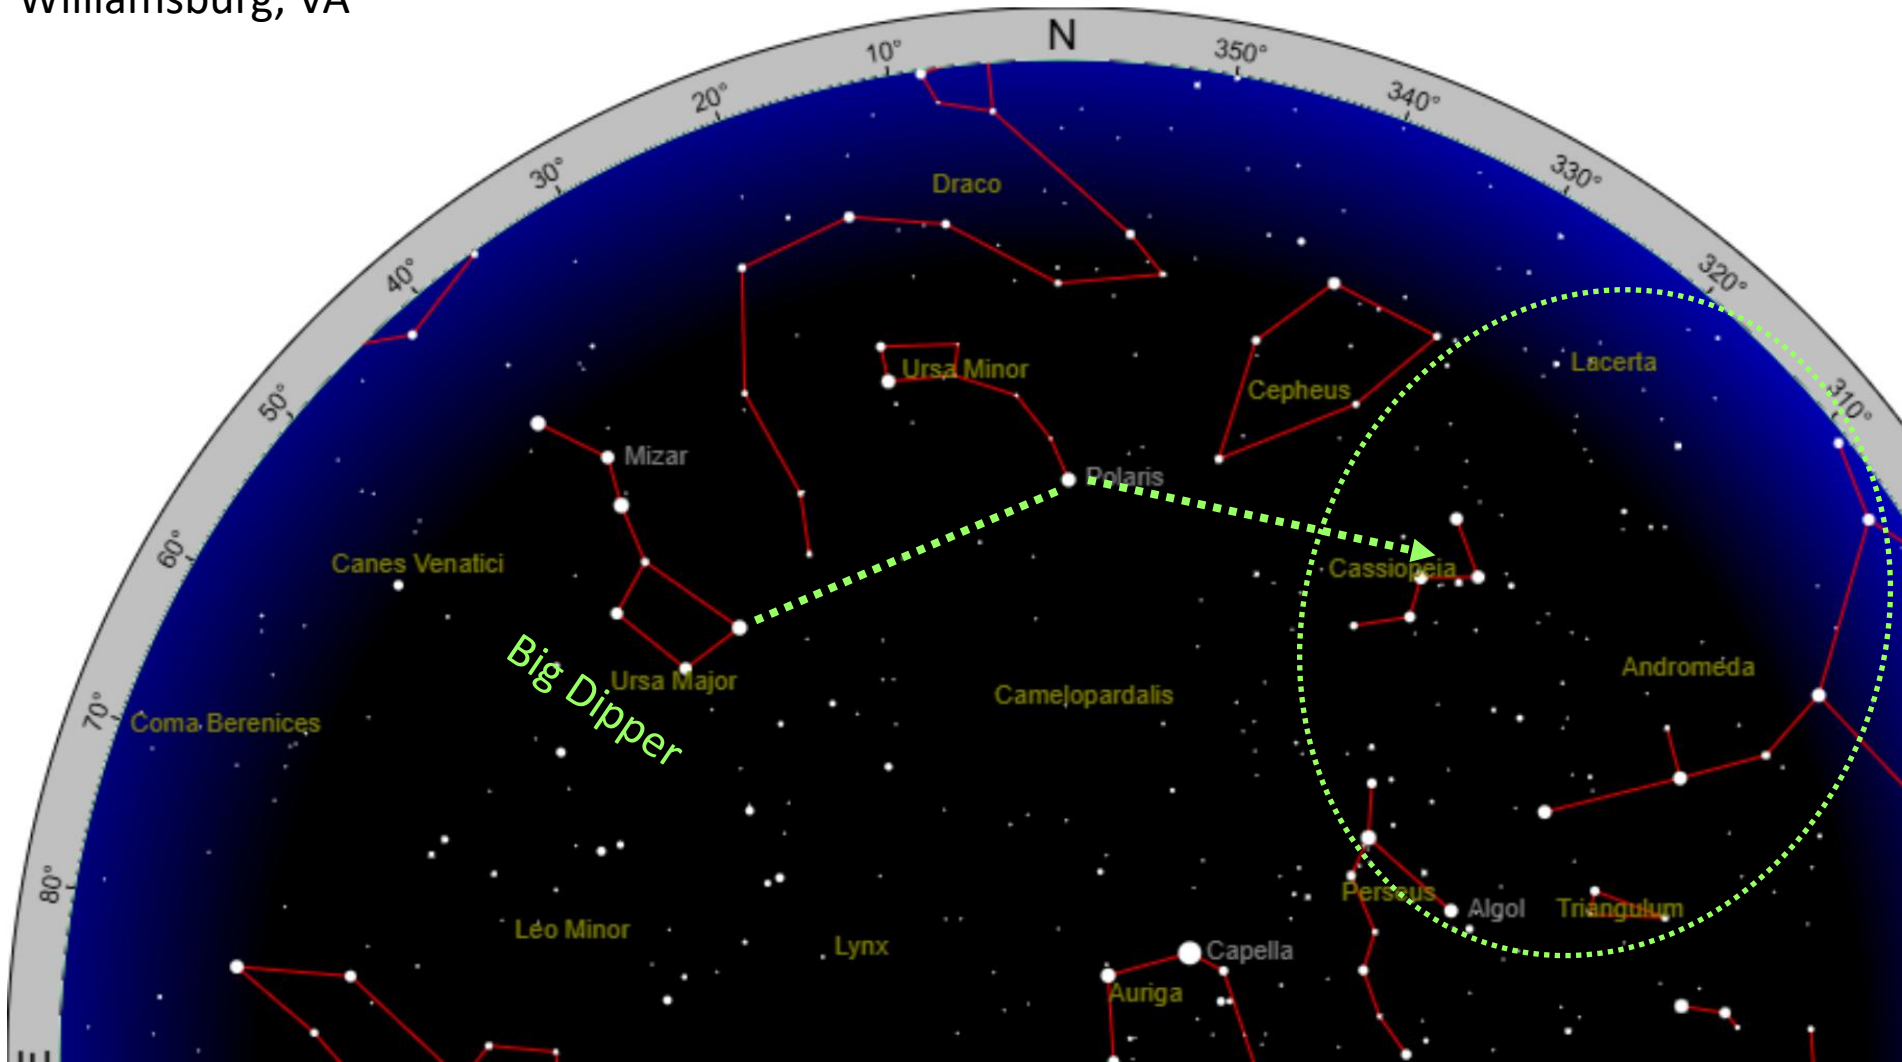 Williamsburg, VA
N
10°
350°
20°
340°
30°
330°
40°
320°
50°
310°
60°
70°
80°
E
Draco
Ursa Minor
Cepheus
Lacerta
Mizar
Polaris
Canes Venatici
Cassiopeia
Big Dipper
Ursa Major
Camelopardalis
Andromeda
Coma Berenices
Perseus
Algol
Triangulum
Leo Minor
Lynx
Capella
Auriga